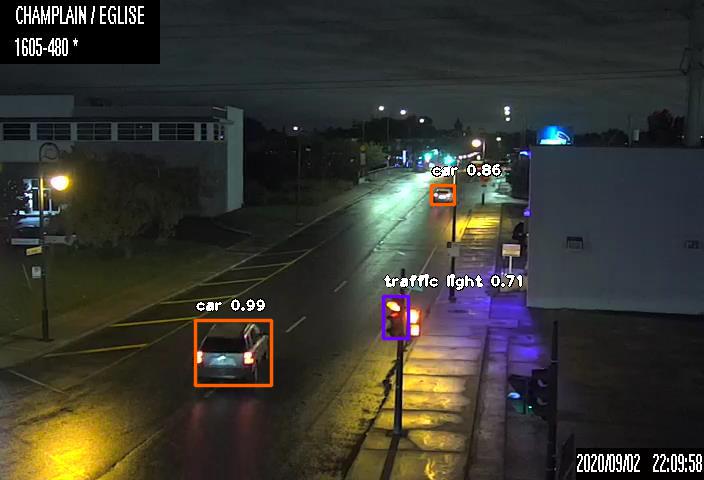 CHAMPLAIN / EGLISE
1605-480 *
car 0.86
traffic light 0.71
car 0.99
2020/09/02 22:09:58